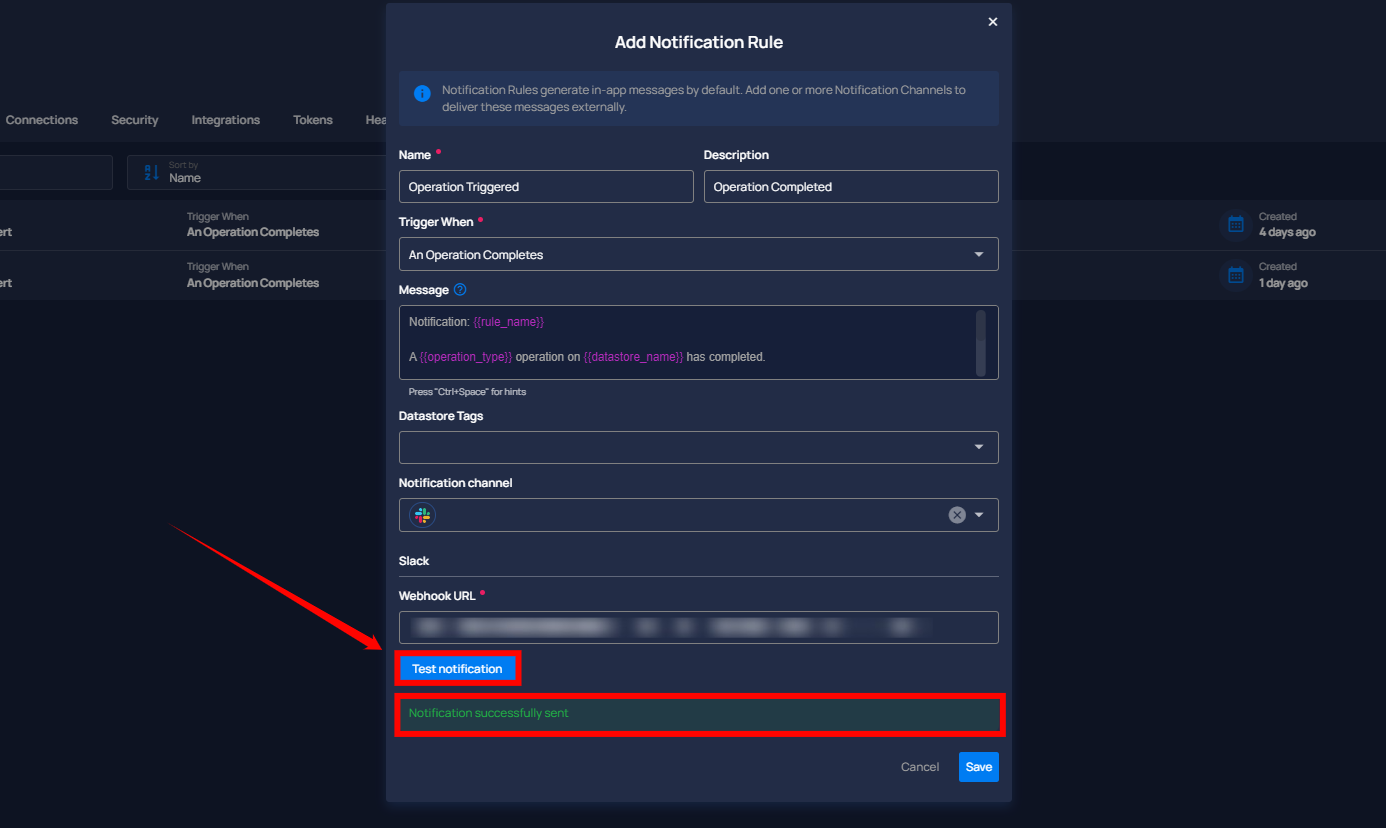 Add Notification Rule
Notification Rules generate in-app messages by default. Add one or more Notification Channels to
deliver these messages externally.
Connections Security Integrations Tokens Hea
Name * Description
Sort by
Name
Operation Triggered Operation Completed
Trigger When *
Trigger When
An Operation Completes
ert
Created
4 days ago
An Operation Completes
Trigger When
An Operation Completes
ert
Created
1 day ago
Message
Notification: {{rule_name}}
A {{operation_type}} operation on {{datastore_name}} has completed.
Press "Ctrl+Space" for hints
Datastore Tags
Notification channel
Slack
Webhook URL *
Test notification
Notification successfully sent
Cancel Save